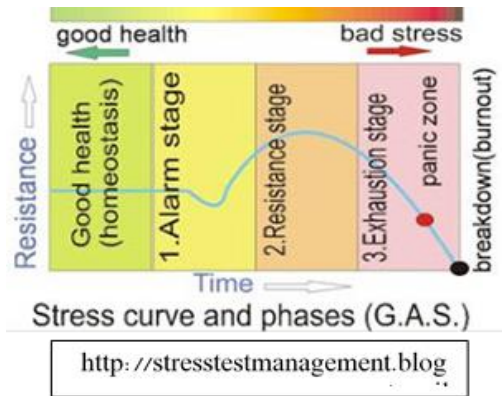 good health
bad stress
Resistance
Good health
(homeostasis)
1.Alarm stage
2.Resistance stage
3.Exhaustion stage
panic zone
breakdown(burnout)
Time
Stress curve and phases (G.A.S.)
http://stresstestmanagement.blog